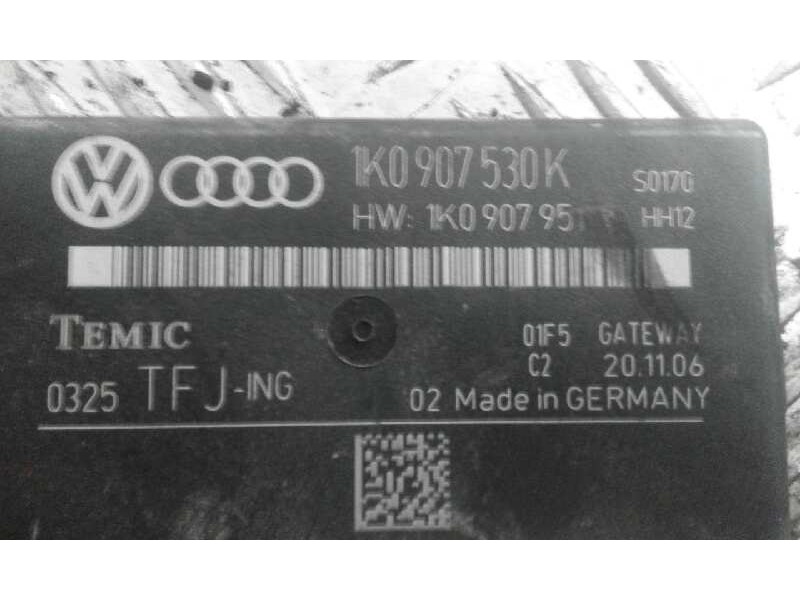 1K0 907 530 K S0170
HW: 1K0 907 95 HH12
TEMIC 01F5 GATEWAY
C2 20.11.06
0325 TFJ-ING 02 Made in GERMANY